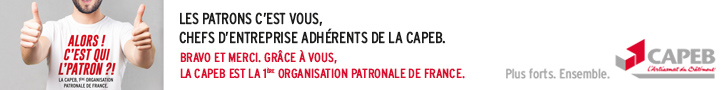 ALORS !
C'EST QUI
L'PATRON ?!
LA CAPEB, 1ÈRE ORGANISATION
PATRONALE DE FRANCE.
LES PATRONS C'EST VOUS,
CHEFS D'ENTREPRISE ADHÉRENTS DE LA CAPEB.
BRAVO ET MERCI. GRÂCE À VOUS,
LA CAPEB EST LA 1ère ORGANISATION PATRONALE DE FRANCE.
Plus forts. Ensemble.
CAPEB
L'Artisanat du Bâtiment